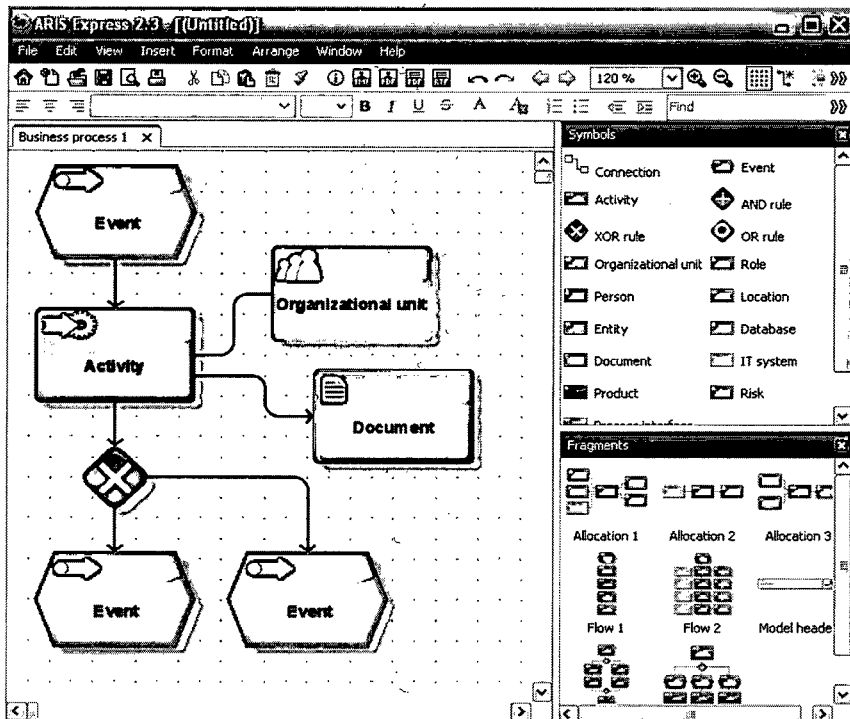 ARIS Express 2.3 - [(Untitled)]
File Edit View Insert Format Arrange Window Help
120 %
B I U S A Find
Business process 1 X
Event
Organizational unit
Activity
Document
Event Event
Symbols
Connection Event
Activity AND rule
XOR rule OR rule
Organizational unit Role
Person Location
Entity Database
Document IT system
Product Risk
Process interface
Fragments
Allocation 1 Allocation 2 Allocation 3
Flow 1 Flow 2 Model heade